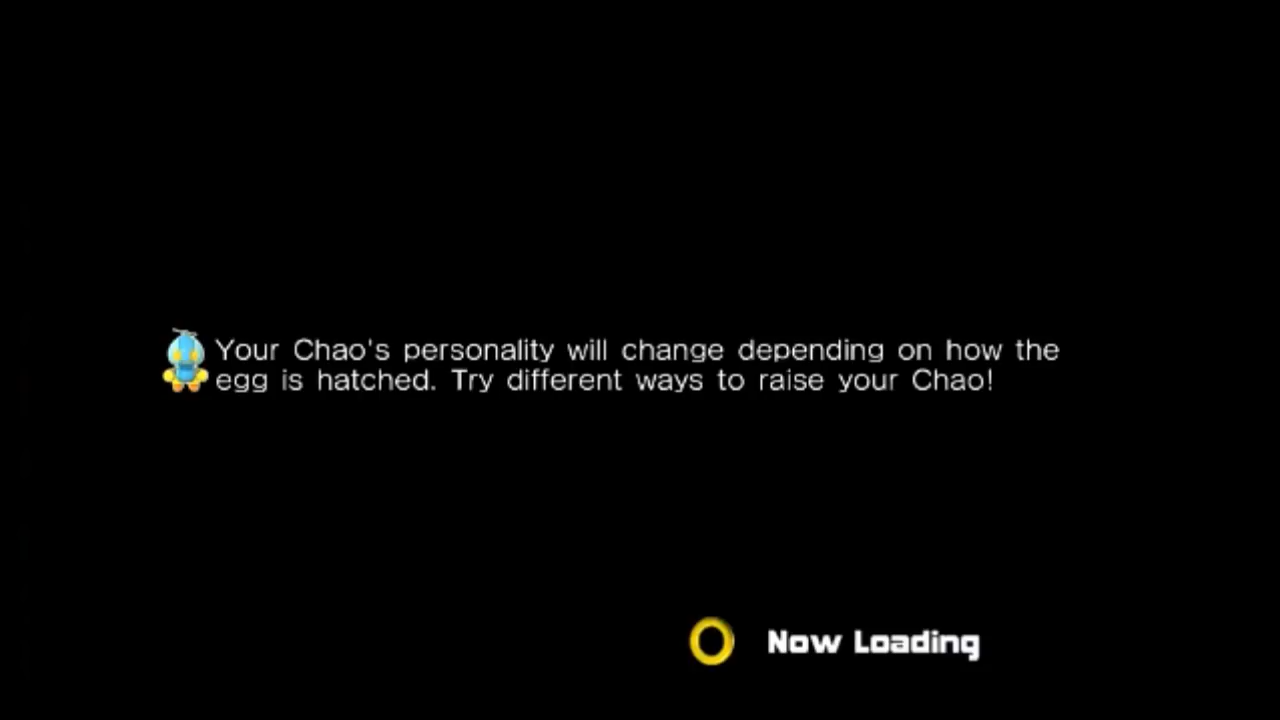 Your Chao's personality will change depending on how the
egg is hatched. Try different ways to raise your Chao!
Now Loading